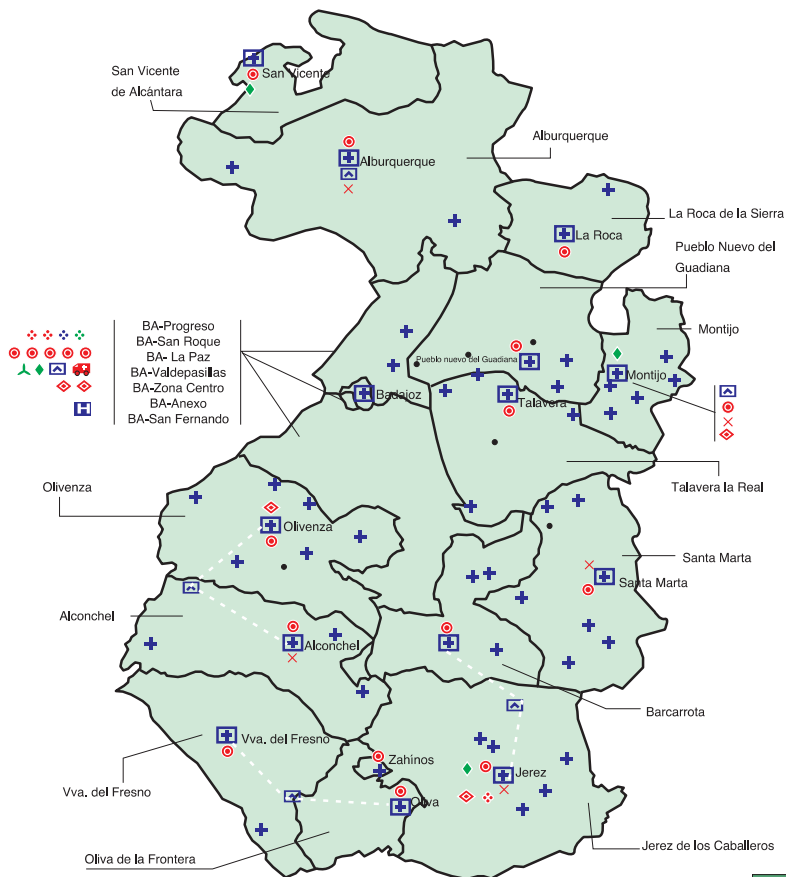 San Vicente
de Alcántara
San Vicente
Alburquerque
Alburquerque
La Roca de la Sierra
La Roca
Pueblo Nuevo del
Guadiana
Montijo
BA-Progreso
BA-San Roque
BA- La Paz
BA-Valdepasillas
BA-Zona Centro
BA-Anexo
BA-San Fernando
Pueblo nuevo del Guadiana
Montijo
Badajoz
Talavera
H
Olivenza
Talavera la Real
Olivenza
Santa Marta
Santa Marta
Alconchel
Alconchel
Barcarrota
Vva. del Fresno
Zahinos
Jerez
Vva. del Fresno
Oliva
Oliva de la Frontera
Jerez de los Caballeros